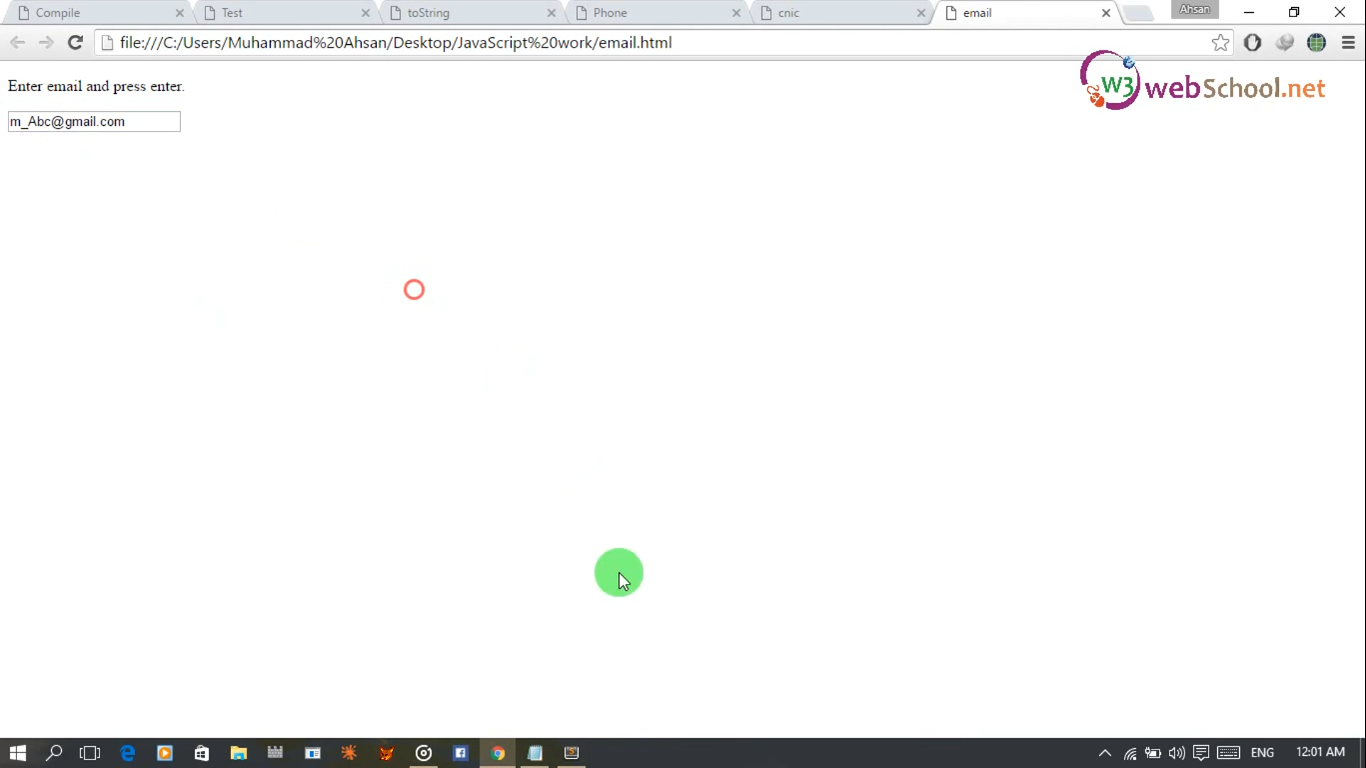 Compile
Test
toString
Phone
cnic
email
Ahsan
file:///C:/Users/Muhammad%20Ahsan/Desktop/JavaScript%20work/email.html
W3 webSchool.net
Enter email and press enter.
m_Abc@gmail.com
ENG
12:01 AM